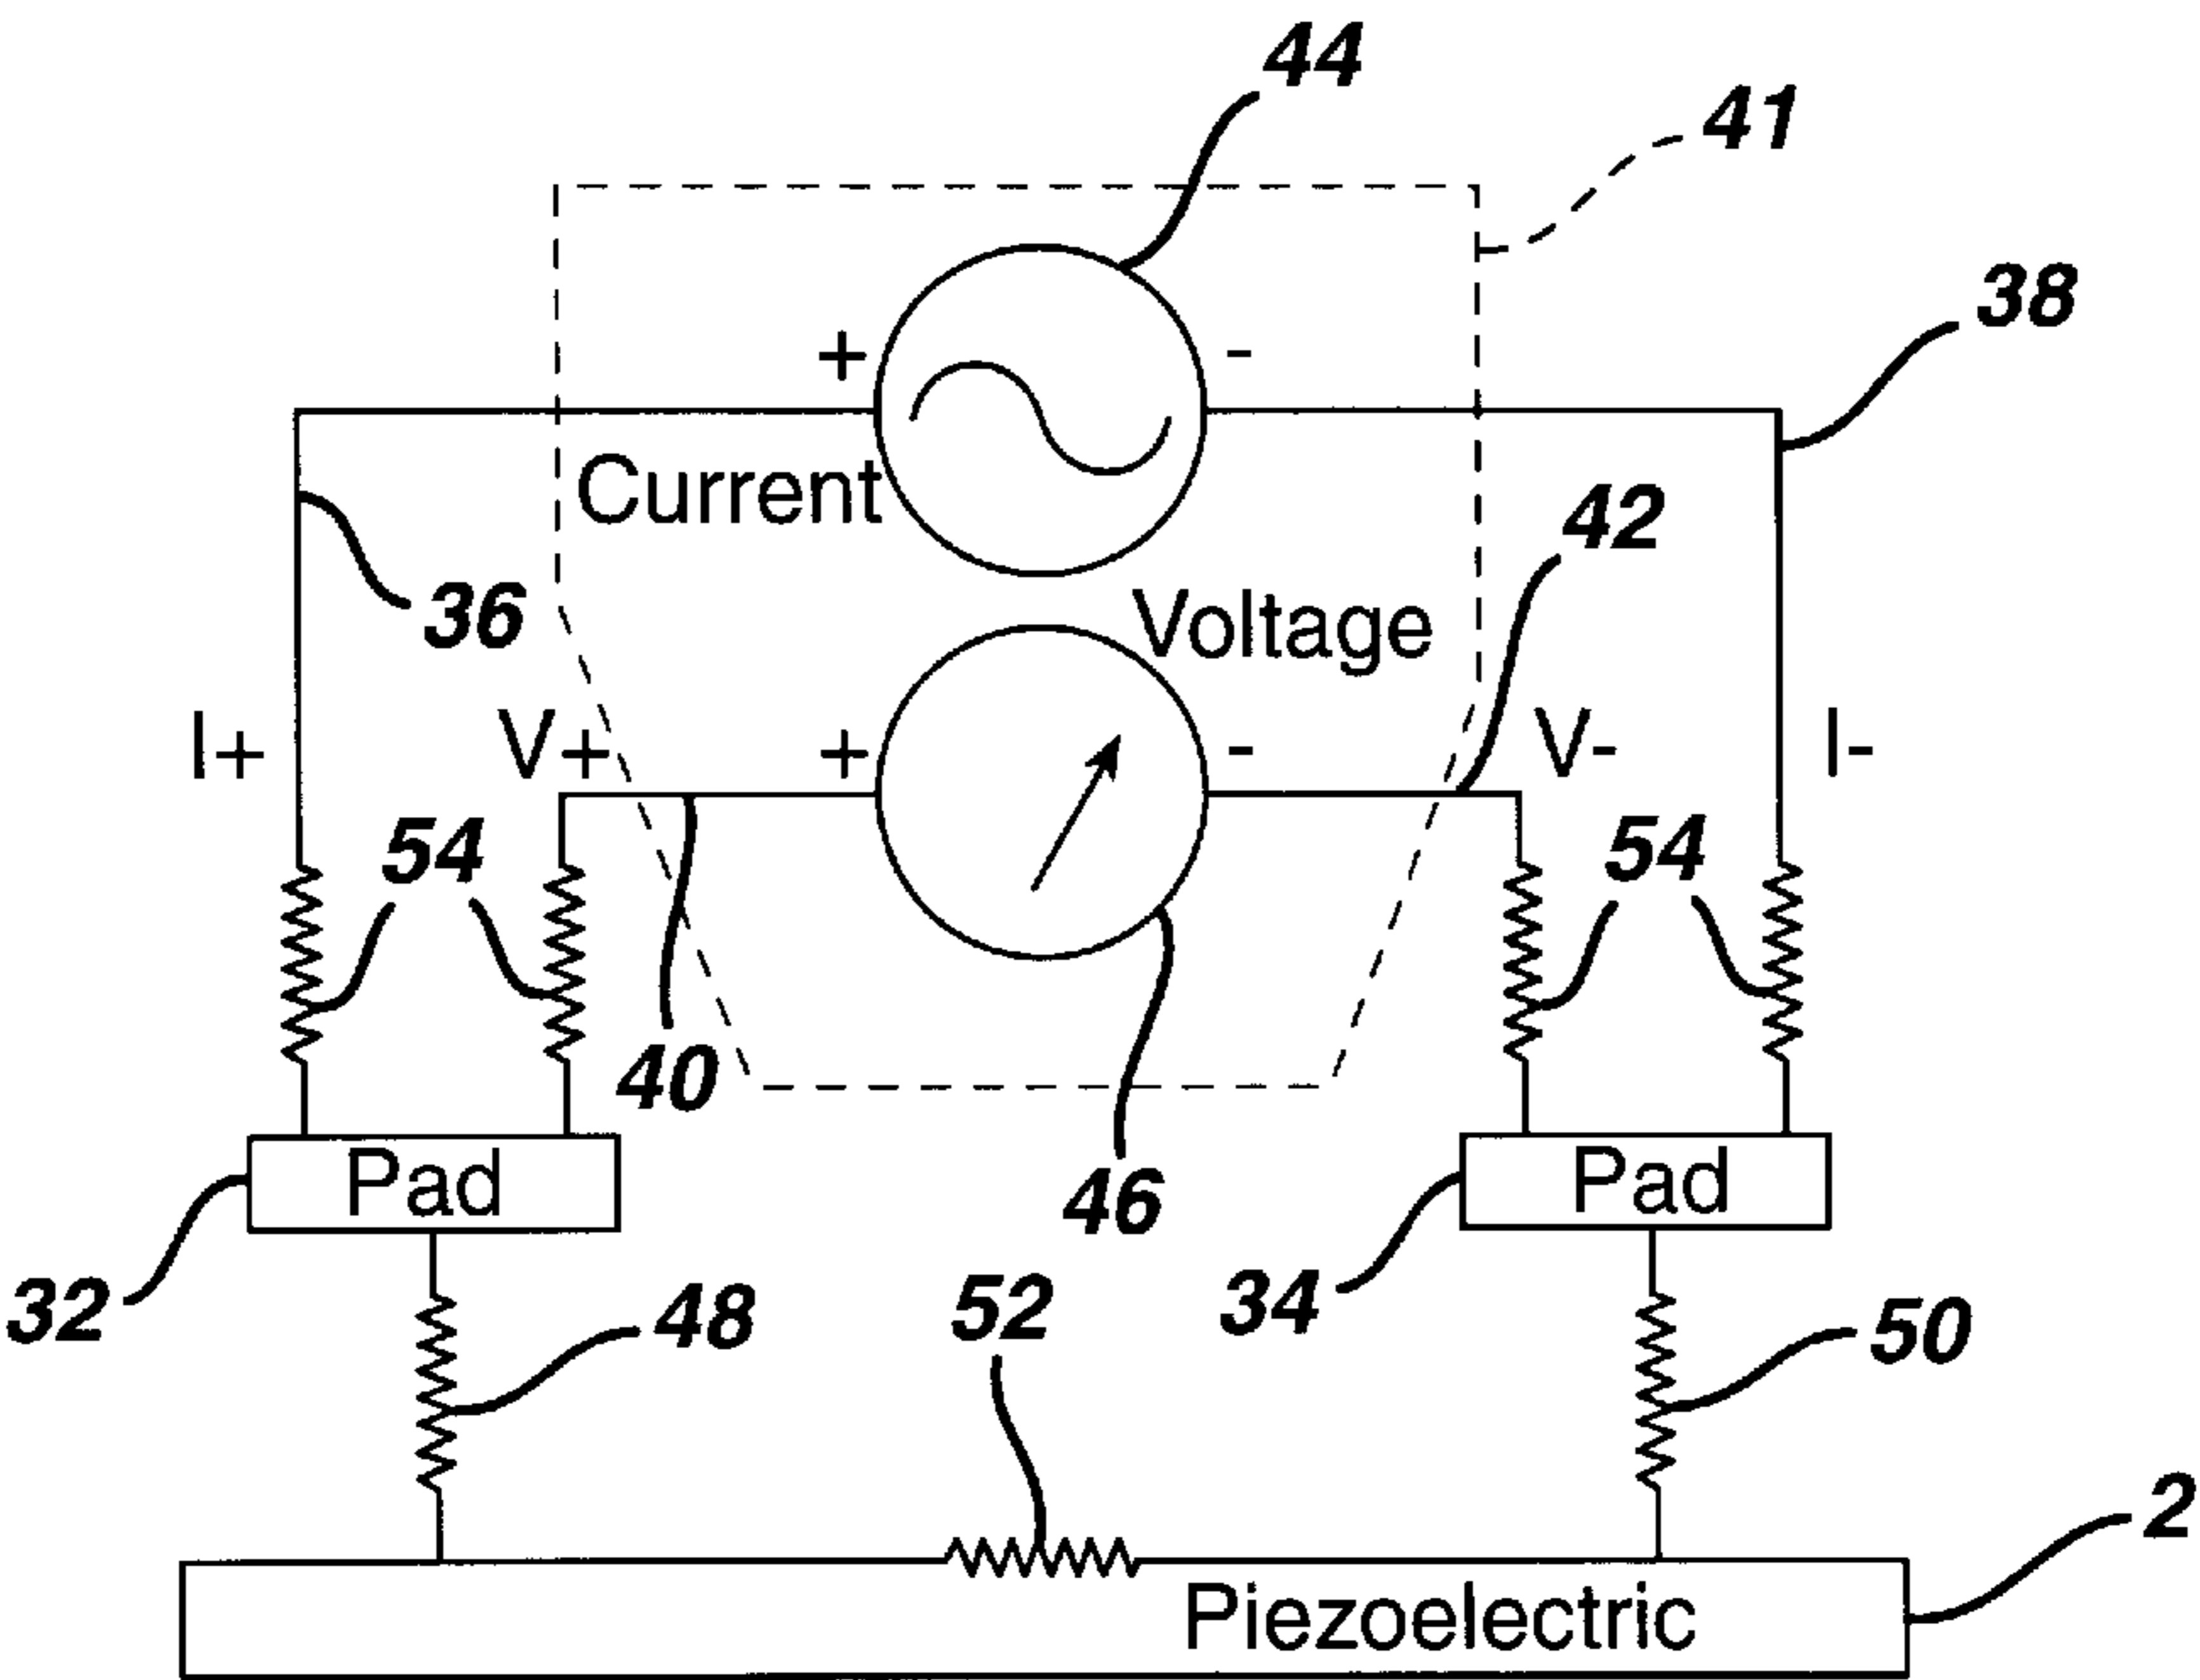 44
41
38
+ -
Current
42
36
Voltage
I+ V+ + - V- I-
54 54
40
Pad Pad
46
32 48 52 34 50
2
Piezoelectric